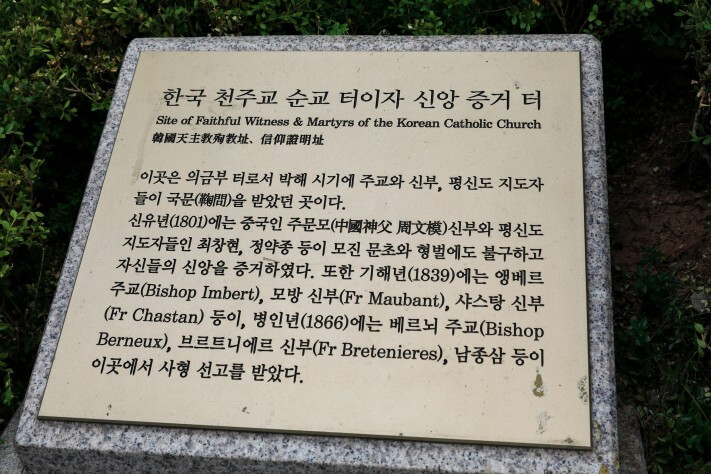 한국 천주교 순교 터이자 신앙 증거 터
Site of Faithful Witness & Martyrs of the Korean Catholic Church
韓國天主敎殉敎址、信仰證明址
이곳은 의금부 터로서 박해 시기에 주교와 신부, 평신도 지도자
들이 국문(鞠問)을 받았던 곳이다.
신유년(1801)에는 중국인 주문모(中國神父 周文模)신부와 평신도
지도자들인 최창현, 정약종 등이 모진 문초와 형벌에도 불구하고
자신들의 신앙을 증거하였다. 또한 기해년(1839)에는 앵베르
주교(Bishop Imbert), 모방 신부(Fr Maubant), 샤스탕 신부
(Fr Chastan) 등이, 병인년(1866)에는 베르뇌 주교(Bishop
Berneux), 브르트니에르 신부(Fr Bretenieres), 남종삼 등이
이곳에서 사형 선고를 받았다.